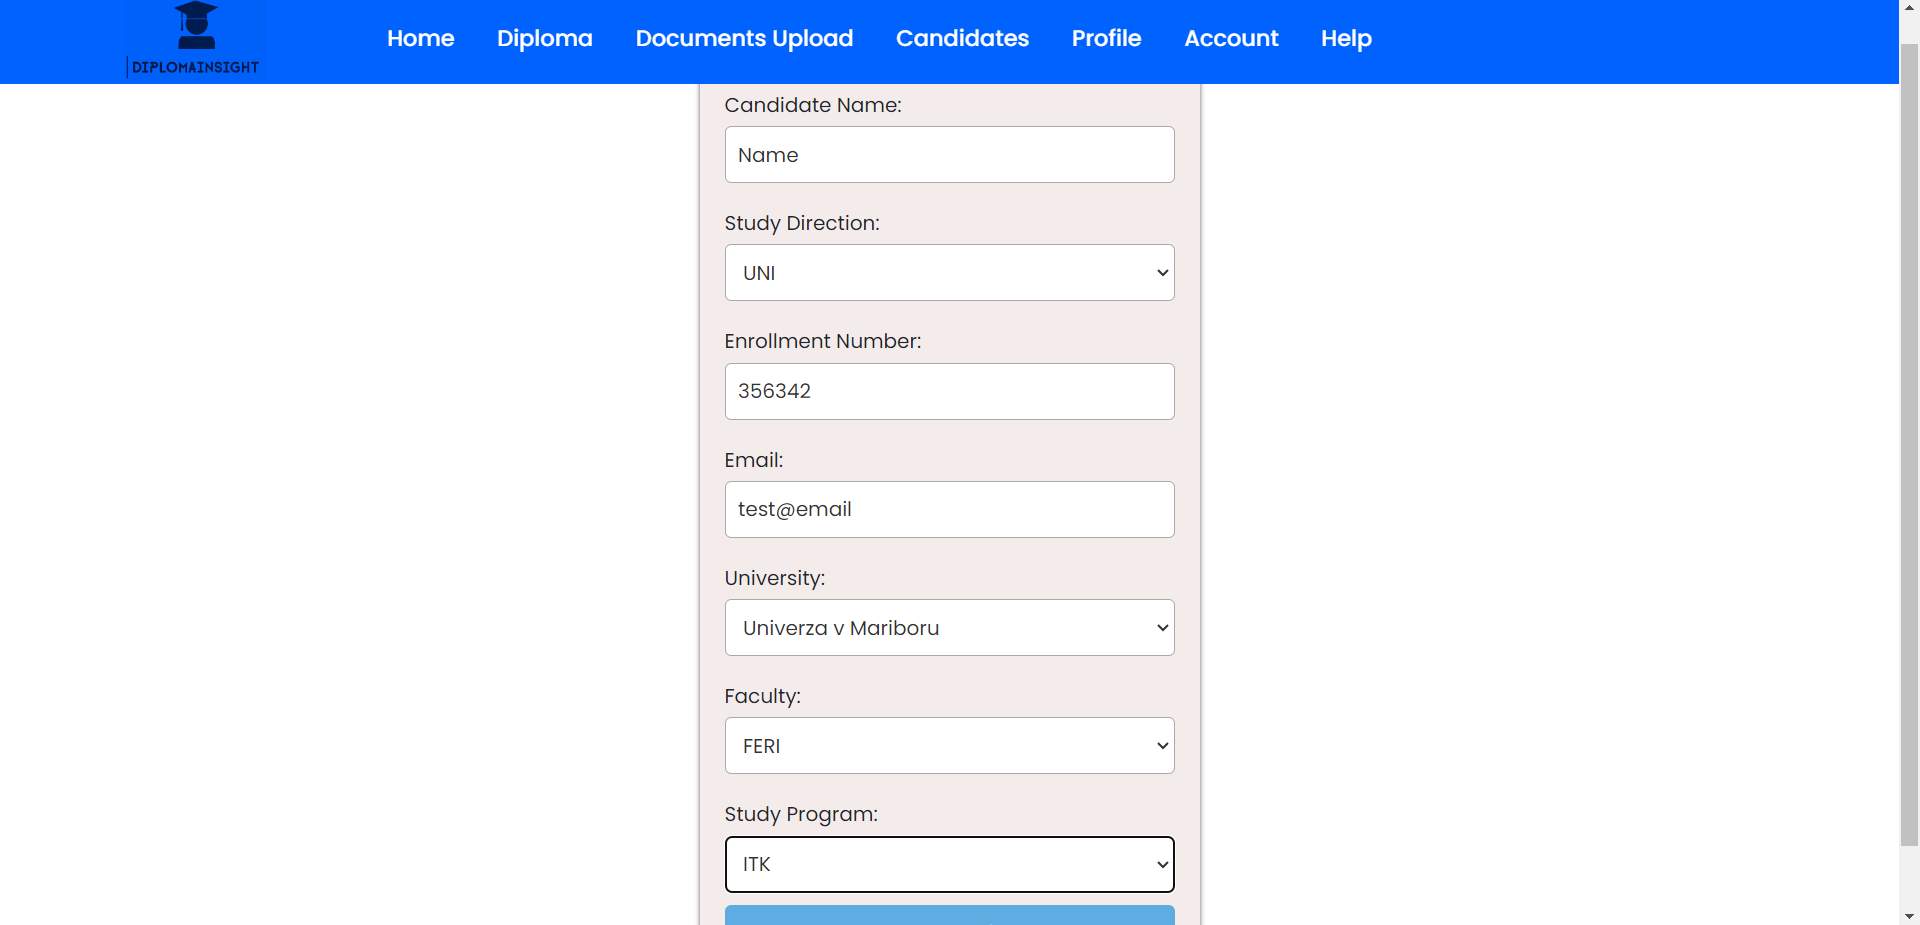 DIPLOMAINSIGHT
Home Diploma Documents Upload Candidates Profile Account Help
Candidate Name:
Name
Study Direction:
UNI
Enrollment Number:
356342
Email:
test@email
University:
Univerza v Mariboru
Faculty:
FERI
Study Program:
ITK